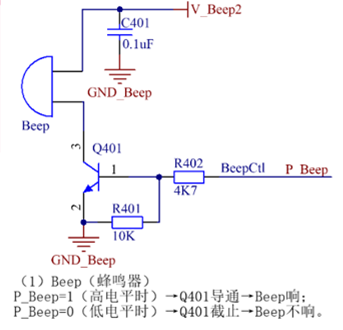 V_Beep2
C401
0.1uF
GND_Beep
Beep
Q401
3
1
2
R402
4K7
BeepCtl
P_Beep
R401
10K
GND_Beep
（1）Beep（蜂鸣器）
P_Beep=1（高电平时）→Q401导通→Beep响；
P_Beep=0（低电平时）→Q401截止→Beep不响。